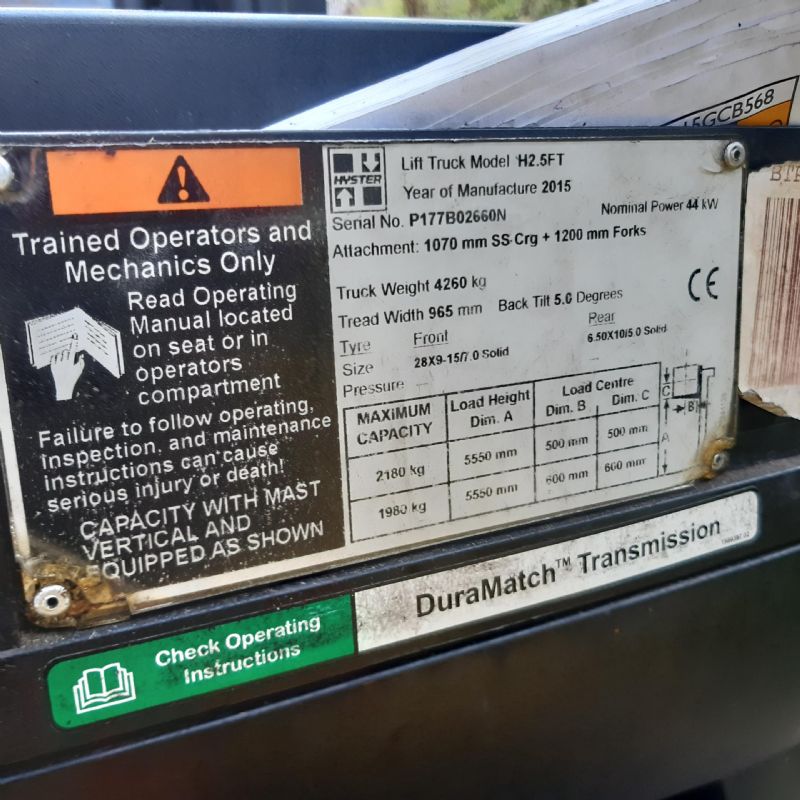 15GCB568
Trained Operators and
Mechanics Only
Read Operating
Manual located
on seat or in
operators
compartment
Failure to follow operating,
inspection, and maintenance
instructions can cause
serious injury or death!
CAPACITY WITH MAST
VERTICAL AND
EQUIPPED AS SHOWN
HYSTER
Lift Truck Model H2.5FT
Year of Manufacture 2015
Serial No. P177B02660N
Nominal Power 44 kW
Attachment: 1070 mm SS-Crg + 1200 mm Forks
Truck Weight 4260 kg
Tread Width 965 mm Back Tilt 5.0 Degrees
CE
Tyre Front Rear
Size 28X9-15/7.0 Solid 6.50X10/5.0 Solid
Pressure
MAXIMUM CAPACITY Load Height Dim. A Load Centre Dim. B Dim. C
2180 kg 5550 mm 500 mm 500 mm
1980 kg 5550 mm 600 mm 600 mm
C
B
A
DuraMatch™ Transmission
Check Operating
Instructions